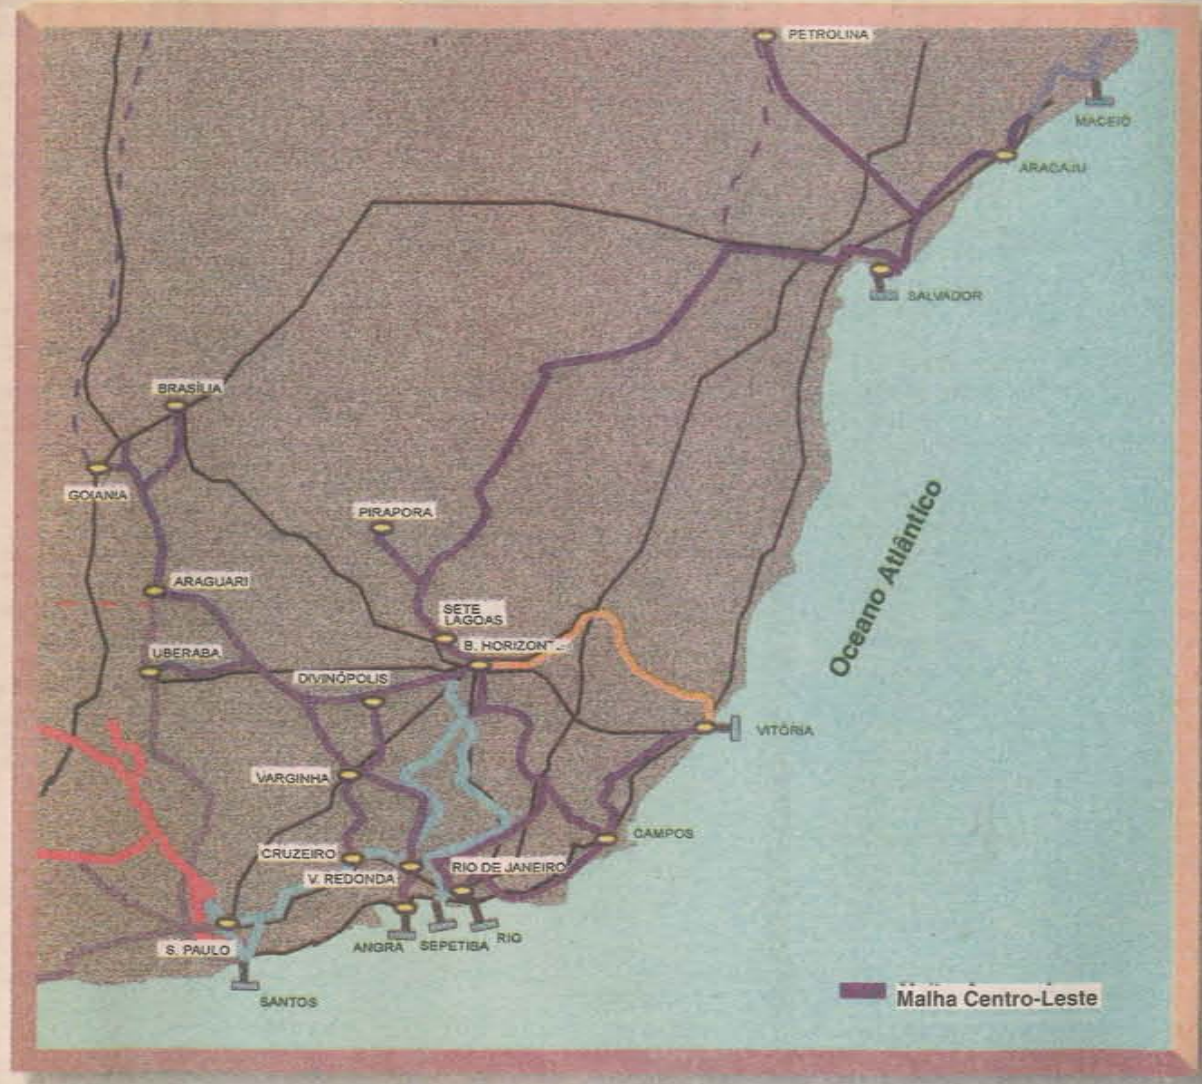 PETROLINA
MACEIÓ
ARACAJU
SALVADOR
BRASÍLIA
GOIANIA
PIRAPORA
ARAGUARI
SETE
LAGOAS
B. HORIZONTE
UBERABA
DIVINÓPOLIS
Oceano Atlântico
VITÓRIA
VARGINHA
CAMPOS
CRUZEIRO
RIO DE JANEIRO
V. REDONDA
S. PAULO
ANGRA
SEPETIBA
RIO
SANTOS
Malha Centro-Leste